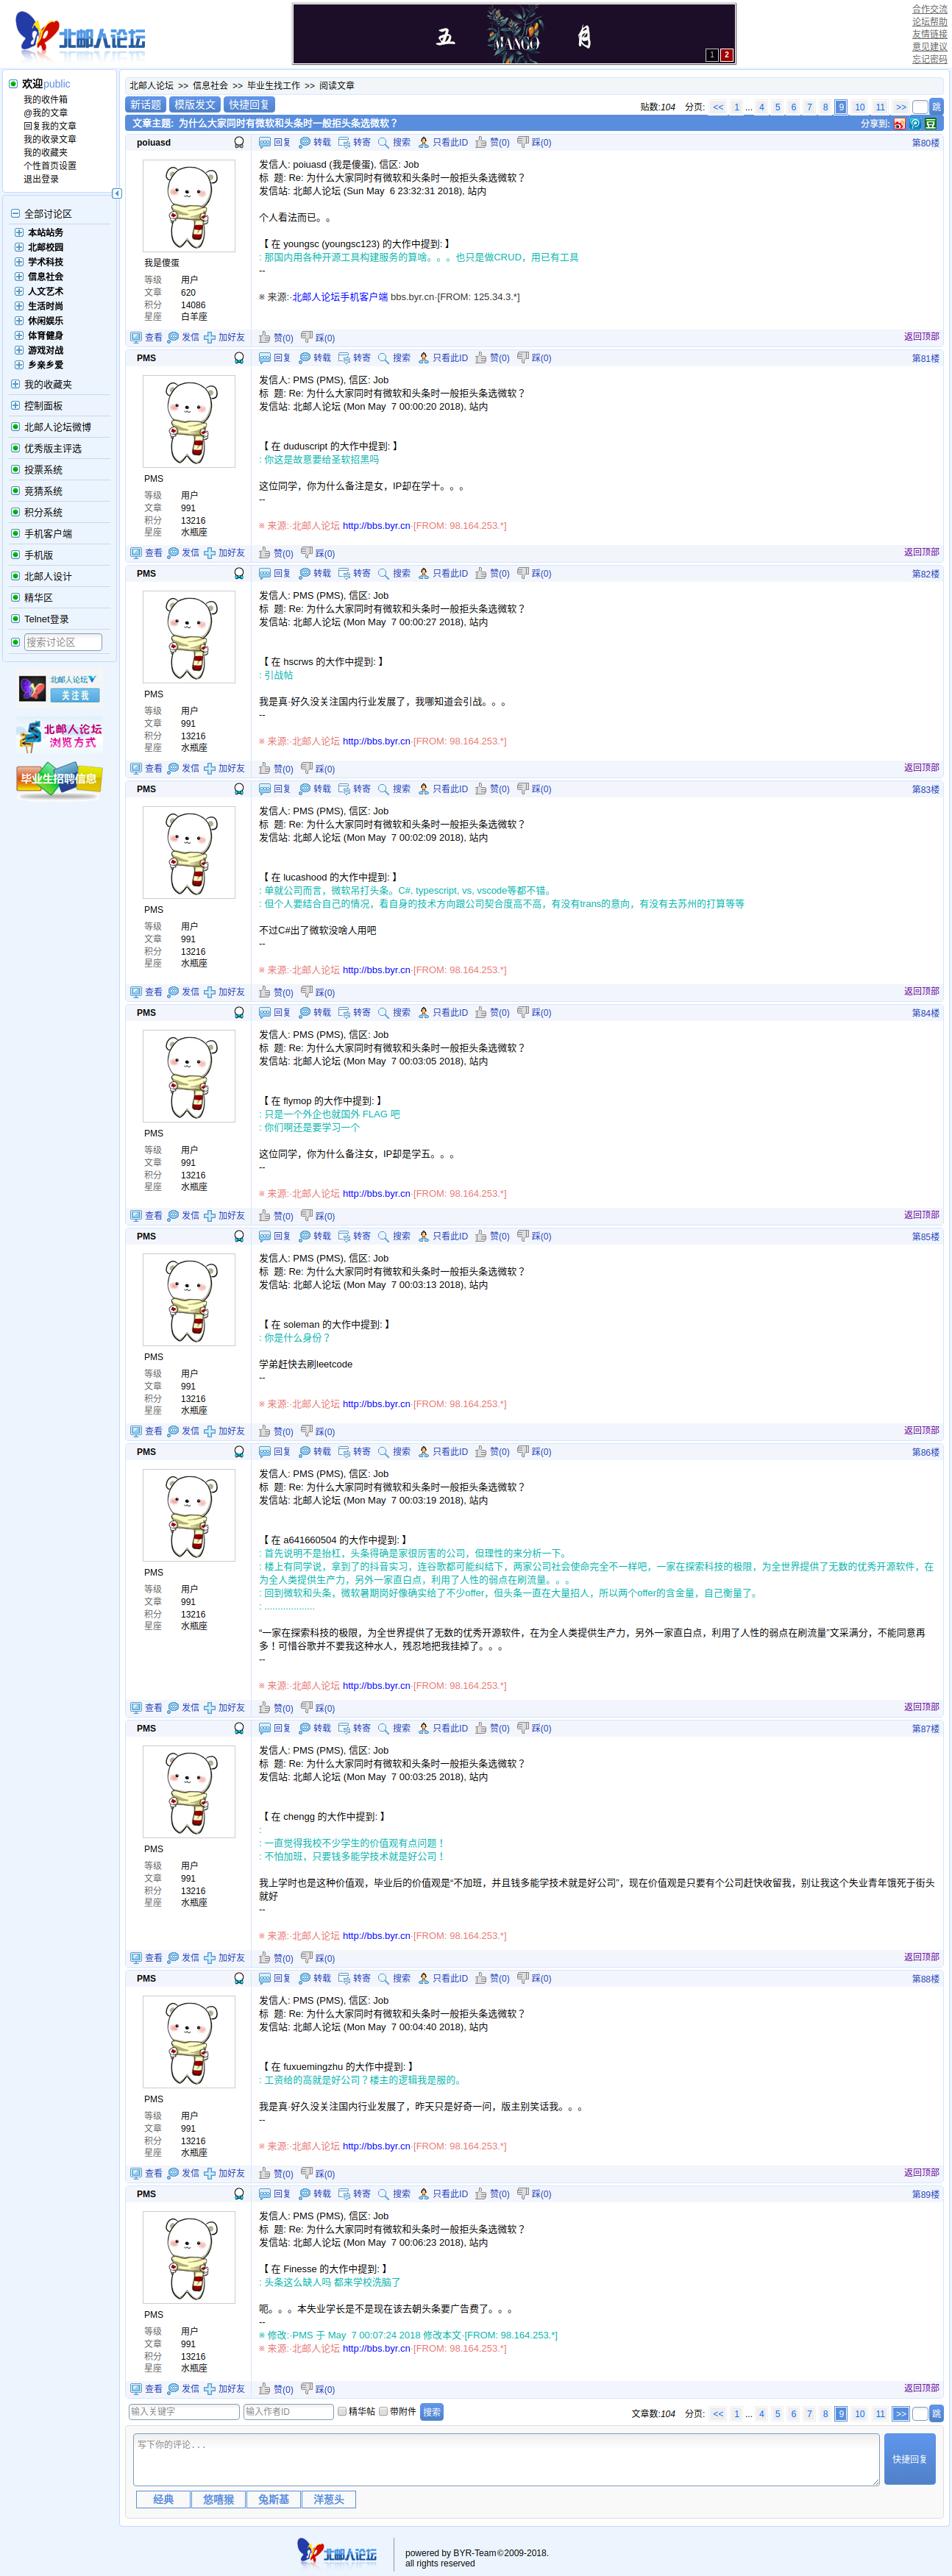 北邮人论坛
五 MANGO 月
1 2
合作交流
论坛帮助
友情链接
意见建议
忘记密码
欢迎public
我的收件箱
@我的文章
回复我的文章
我的收录文章
我的收藏夹
个性首页设置
退出登录
全部讨论区
本站站务
北邮校园
学术科技
信息社会
人文艺术
生活时尚
休闲娱乐
体育健身
游戏对战
乡亲乡爱
我的收藏夹
控制面板
北邮人论坛微博
优秀版主评选
投票系统
竞猜系统
积分系统
手机客户端
手机版
北邮人设计
精华区
Telnet登录
搜索讨论区
北邮人论坛
关注我
北邮人论坛
浏览方式
毕业生招聘信息
北邮人论坛 >> 信息社会 >> 毕业生找工作 >> 阅读文章
新话题 模版发文 快捷回复
贴数:104 分页: << 1 ... 4 5 6 7 8 9 10 11 >> 跳
文章主题: 为什么大家同时有微软和头条时一般拒头条选微软?
分享到: 豆
poiuasd
回复 转载 转寄 搜索 只看此ID 赞(0) 踩(0) 第80楼
我是傻蛋
等级 用户
文章 620
积分 14086
星座 白羊座
发信人: poiuasd (我是傻蛋), 信区: Job
标 题: Re: 为什么大家同时有微软和头条时一般拒头条选微软?
发信站: 北邮人论坛 (Sun May 6 23:32:31 2018), 站内
个人看法而已。。
【 在 youngsc (youngsc123) 的大作中提到: 】
: 那国内用各种开源工具构建服务的算啥。。。也只是做CRUD，用已有工具
--
※ 来源:·北邮人论坛手机客户端 bbs.byr.cn·[FROM: 125.34.3.*]
查看 发信 加好友 赞(0) 踩(0) 返回顶部
PMS
回复 转载 转寄 搜索 只看此ID 赞(0) 踩(0) 第81楼
PMS
等级 用户
文章 991
积分 13216
星座 水瓶座
发信人: PMS (PMS), 信区: Job
标 题: Re: 为什么大家同时有微软和头条时一般拒头条选微软?
发信站: 北邮人论坛 (Mon May 7 00:00:20 2018), 站内
【 在 duduscript 的大作中提到: 】
: 你这是故意要给圣软招黑吗
这位同学，你为什么备注是女，IP却在学十。。。
--
※ 来源:·北邮人论坛 http://bbs.byr.cn·[FROM: 98.164.253.*]
查看 发信 加好友 赞(0) 踩(0) 返回顶部
PMS
回复 转载 转寄 搜索 只看此ID 赞(0) 踩(0) 第82楼
PMS
等级 用户
文章 991
积分 13216
星座 水瓶座
发信人: PMS (PMS), 信区: Job
标 题: Re: 为什么大家同时有微软和头条时一般拒头条选微软?
发信站: 北邮人论坛 (Mon May 7 00:00:27 2018), 站内
【 在 hscrws 的大作中提到: 】
: 引战帖
我是真·好久没关注国内行业发展了，我哪知道会引战。。。
--
※ 来源:·北邮人论坛 http://bbs.byr.cn·[FROM: 98.164.253.*]
查看 发信 加好友 赞(0) 踩(0) 返回顶部
PMS
回复 转载 转寄 搜索 只看此ID 赞(0) 踩(0) 第83楼
PMS
等级 用户
文章 991
积分 13216
星座 水瓶座
发信人: PMS (PMS), 信区: Job
标 题: Re: 为什么大家同时有微软和头条时一般拒头条选微软?
发信站: 北邮人论坛 (Mon May 7 00:02:09 2018), 站内
【 在 lucashood 的大作中提到: 】
: 单就公司而言，微软吊打头条。C#, typescript, vs, vscode等都不错。
: 但个人要结合自己的情况，看自身的技术方向跟公司契合度高不高，有没有trans的意向，有没有去苏州的打算等等
不过C#出了微软没啥人用吧
--
※ 来源:·北邮人论坛 http://bbs.byr.cn·[FROM: 98.164.253.*]
查看 发信 加好友 赞(0) 踩(0) 返回顶部
PMS
回复 转载 转寄 搜索 只看此ID 赞(0) 踩(0) 第84楼
PMS
等级 用户
文章 991
积分 13216
星座 水瓶座
发信人: PMS (PMS), 信区: Job
标 题: Re: 为什么大家同时有微软和头条时一般拒头条选微软?
发信站: 北邮人论坛 (Mon May 7 00:03:05 2018), 站内
【 在 flymop 的大作中提到: 】
: 只是一个外企也就国外 FLAG 吧
: 你们啊还是要学习一个
这位同学，你为什么备注女，IP却是学五。。。
--
※ 来源:·北邮人论坛 http://bbs.byr.cn·[FROM: 98.164.253.*]
查看 发信 加好友 赞(0) 踩(0) 返回顶部
PMS
回复 转载 转寄 搜索 只看此ID 赞(0) 踩(0) 第85楼
PMS
等级 用户
文章 991
积分 13216
星座 水瓶座
发信人: PMS (PMS), 信区: Job
标 题: Re: 为什么大家同时有微软和头条时一般拒头条选微软?
发信站: 北邮人论坛 (Mon May 7 00:03:13 2018), 站内
【 在 soleman 的大作中提到: 】
: 你是什么身份？
学弟赶快去刷leetcode
--
※ 来源:·北邮人论坛 http://bbs.byr.cn·[FROM: 98.164.253.*]
查看 发信 加好友 赞(0) 踩(0) 返回顶部
PMS
回复 转载 转寄 搜索 只看此ID 赞(0) 踩(0) 第86楼
PMS
等级 用户
文章 991
积分 13216
星座 水瓶座
发信人: PMS (PMS), 信区: Job
标 题: Re: 为什么大家同时有微软和头条时一般拒头条选微软?
发信站: 北邮人论坛 (Mon May 7 00:03:19 2018), 站内
【 在 a641660504 的大作中提到: 】
: 首先说明不是抬杠，头条得确是家很厉害的公司，但理性的来分析一下。
: 楼上有同学说，拿到了的抖音实习，连谷歌都可能纠结下，两家公司社会使命完全不一样吧，一家在探索科技的极限，为全世界提供了无数的优秀开源软件，在
为全人类提供生产力，另外一家直白点，利用了人性的弱点在刷流量。。。
: 回到微软和头条，微软暑期岗好像确实给了不少offer，但头条一直在大量招人，所以两个offer的含金量，自己衡量了。
: ...................
“一家在探索科技的极限，为全世界提供了无数的优秀开源软件，在为全人类提供生产力，另外一家直白点，利用了人性的弱点在刷流量”文采满分，不能同意再
多！可惜谷歌并不要我这种水人，残忍地把我挂掉了。。。
--
※ 来源:·北邮人论坛 http://bbs.byr.cn·[FROM: 98.164.253.*]
查看 发信 加好友 赞(0) 踩(0) 返回顶部
PMS
回复 转载 转寄 搜索 只看此ID 赞(0) 踩(0) 第87楼
PMS
等级 用户
文章 991
积分 13216
星座 水瓶座
发信人: PMS (PMS), 信区: Job
标 题: Re: 为什么大家同时有微软和头条时一般拒头条选微软?
发信站: 北邮人论坛 (Mon May 7 00:03:25 2018), 站内
【 在 chengg 的大作中提到: 】
:
: 一直觉得我校不少学生的价值观有点问题！
: 不怕加班，只要钱多能学技术就是好公司！
我上学时也是这种价值观，毕业后的价值观是“不加班，并且钱多能学技术就是好公司”，现在价值观是只要有个公司赶快收留我，别让我这个失业青年饿死于街头
就好
--
※ 来源:·北邮人论坛 http://bbs.byr.cn·[FROM: 98.164.253.*]
查看 发信 加好友 赞(0) 踩(0) 返回顶部
PMS
回复 转载 转寄 搜索 只看此ID 赞(0) 踩(0) 第88楼
PMS
等级 用户
文章 991
积分 13216
星座 水瓶座
发信人: PMS (PMS), 信区: Job
标 题: Re: 为什么大家同时有微软和头条时一般拒头条选微软?
发信站: 北邮人论坛 (Mon May 7 00:04:40 2018), 站内
【 在 fuxuemingzhu 的大作中提到: 】
: 工资给的高就是好公司？楼主的逻辑我是服的。
我是真·好久没关注国内行业发展了，昨天只是好奇一问，版主别笑话我。。。
--
※ 来源:·北邮人论坛 http://bbs.byr.cn·[FROM: 98.164.253.*]
查看 发信 加好友 赞(0) 踩(0) 返回顶部
PMS
回复 转载 转寄 搜索 只看此ID 赞(0) 踩(0) 第89楼
PMS
等级 用户
文章 991
积分 13216
星座 水瓶座
发信人: PMS (PMS), 信区: Job
标 题: Re: 为什么大家同时有微软和头条时一般拒头条选微软?
发信站: 北邮人论坛 (Mon May 7 00:06:23 2018), 站内
【 在 Finesse 的大作中提到: 】
: 头条这么缺人吗 都来学校洗脑了
呃。。。本失业学长是不是现在该去朝头条要广告费了。。。
--
※ 修改:·PMS 于 May 7 00:07:24 2018 修改本文·[FROM: 98.164.253.*]
※ 来源:·北邮人论坛 http://bbs.byr.cn·[FROM: 98.164.253.*]
查看 发信 加好友 赞(0) 踩(0) 返回顶部
输入关键字 输入作者ID 精华帖 带附件 搜索
文章数:104 分页: << 1 ... 4 5 6 7 8 9 10 11 >> 跳
写下你的评论...
快捷回复
经典 悠嘻猴 兔斯基 洋葱头
北邮人论坛
powered by BYR-Team©2009-2018.
all rights reserved